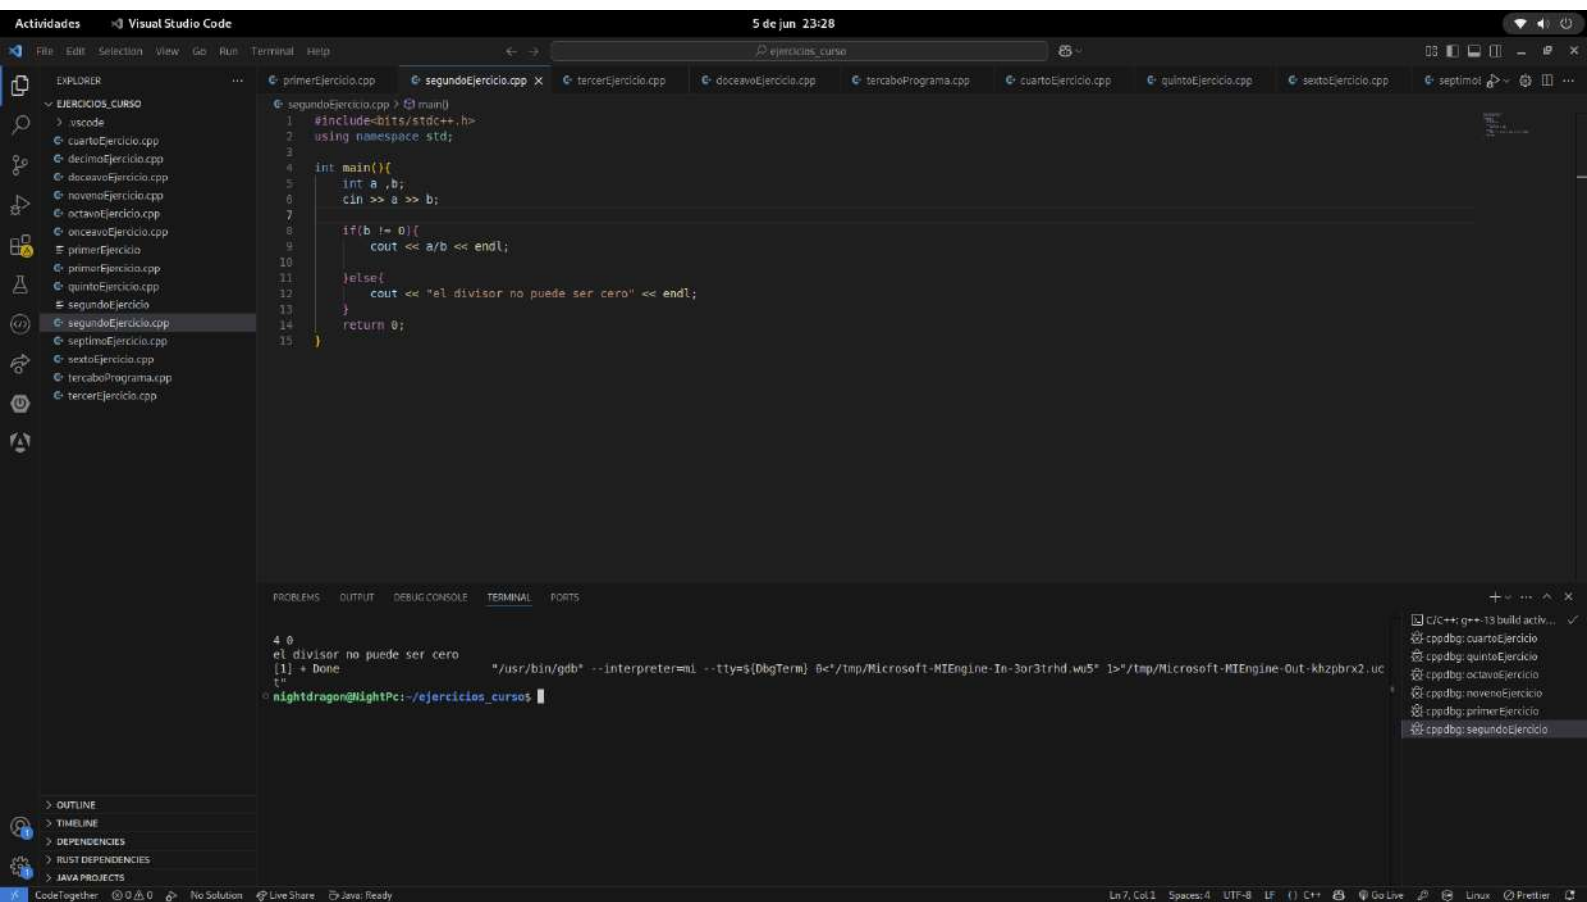 Actividades Visual Studio Code 5 de jun 23:28
File Edit Selection View Go Run Terminal Help ejercicios_curso
EXPLORER
EJERCICIOS_CURSO
.vscode
cuartoEjercicio.cpp
decimoEjercicio.cpp
doceavoEjercicio.cpp
novenoEjercicio.cpp
octavoEjercicio.cpp
onceavoEjercicio.cpp
primerEjercicio
primerEjercicio.cpp
quintoEjercicio.cpp
segundoEjercicio
segundoEjercicio.cpp
septimoEjercicio.cpp
sextoEjercicio.cpp
tercaboPrograma.cpp
tercerEjercicio.cpp
OUTLINE
TIMELINE
DEPENDENCIES
RUST DEPENDENCIES
JAVA PROJECTS
primerEjercicio.cpp segundoEjercicio.cpp tercerEjercicio.cpp doceavoEjercicio.cpp tercaboPrograma.cpp cuartoEjercicio.cpp quintoEjercicio.cpp sextoEjercicio.cpp septimoE
segundoEjercicio.cpp > main()
1 #include<bits/stdc++.h>
2 using namespace std;
3
4 int main(){
5 int a ,b;
6 cin >> a >> b;
7
8 if(b != 0){
9 cout << a/b << endl;
10
11 }else{
12 cout << "el divisor no puede ser cero" << endl;
13 }
14 return 0;
15 }
PROBLEMS OUTPUT DEBUG CONSOLE TERMINAL PORTS
4 0
el divisor no puede ser cero
[1] + Done "/usr/bin/gdb" --interpreter=mi --tty=${DbgTerm} 0<"/tmp/Microsoft-MIEngine-In-3or3trhd.wu5" 1>"/tmp/Microsoft-MIEngine-Out-khzpbrx2.uc
t"
nightdragon@NightPc:~/ejercicios_curso$
C/C++: g++-13 build activ...
cppdbg: cuartoEjercicio
cppdbg: quintoEjercicio
cppdbg: octavoEjercicio
cppdbg: novenoEjercicio
cppdbg: primerEjercicio
cppdbg: segundoEjercicio
CodeTogether 0 0 No Solution Live Share Java: Ready Ln 7, Col 1 Spaces: 4 UTF-8 LF {} C++ Go Live Linux Prettier